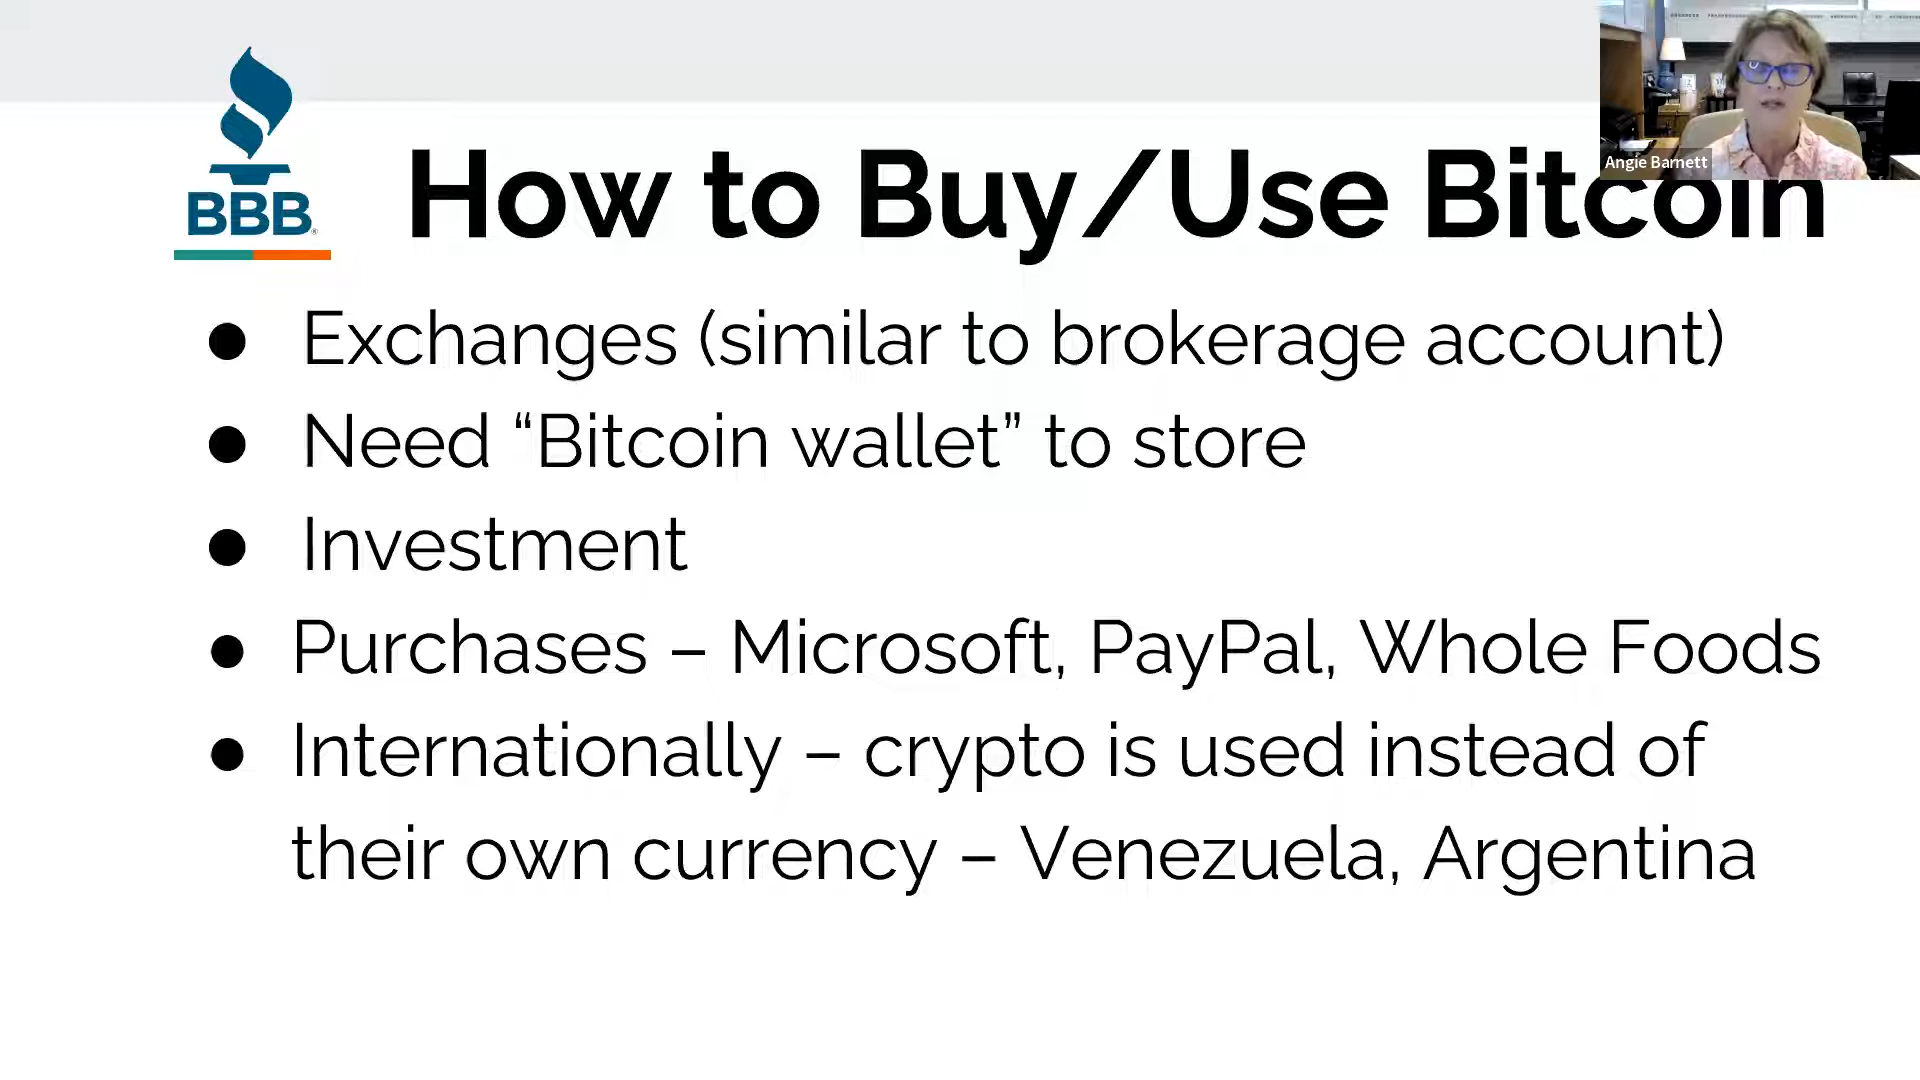 Angie Barnett
BBB®
How to Buy/Use Bitcoin
● Exchanges (similar to brokerage account)
● Need “Bitcoin wallet” to store
● Investment
● Purchases – Microsoft, PayPal, Whole Foods
● Internationally – crypto is used instead of
their own currency – Venezuela, Argentina